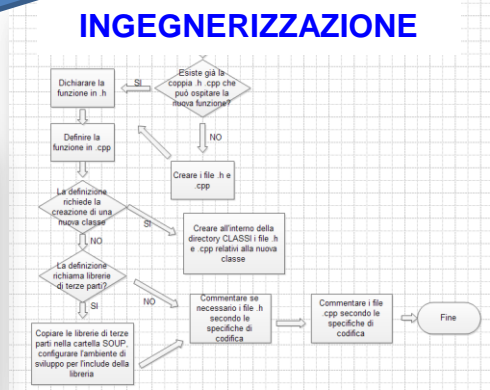 INGEGNERIZZAZIONE
Esiste già la
coppia .h .cpp che
può ospitare la
nuova funzione?
SI
Dichiarare la
funzione in .h
NO
Definire la
funzione in .cpp
Creare i file .h e
.cpp
La definizione
richiede la
creazione di una
nuova classe
SI
Creare all'interno della
directory CLASSI i file .h
e .cpp relativi alla nuova
classe
NO
La definizione
richiama librerie
di terze parti?
NO
SI
Commentare se
necessario i file .h
secondo le
specifiche di
codifica
Commentare i file
.cpp secondo le
specifiche di
codifica
Fine
Copiare le librerie di terze
parti nella cartella SOUP,
configurare l'ambiente di
sviluppo per l'include della
libreria